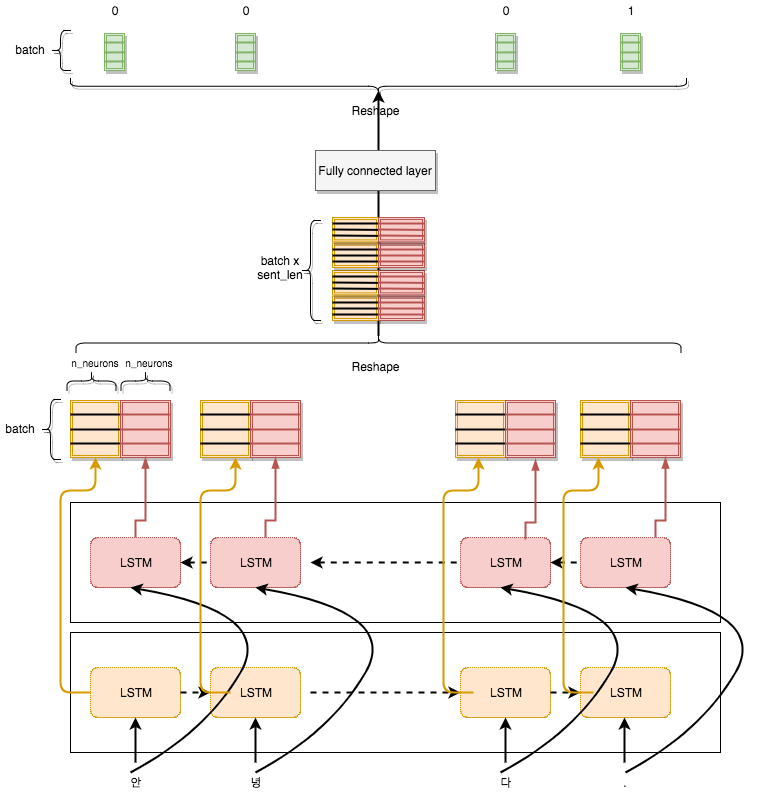 0 0 0 1
batch
Reshape
Fully connected layer
batch x
sent_len
Reshape
n_neurons n_neurons
batch
LSTM LSTM LSTM LSTM
LSTM LSTM LSTM LSTM
안 녕 다 .